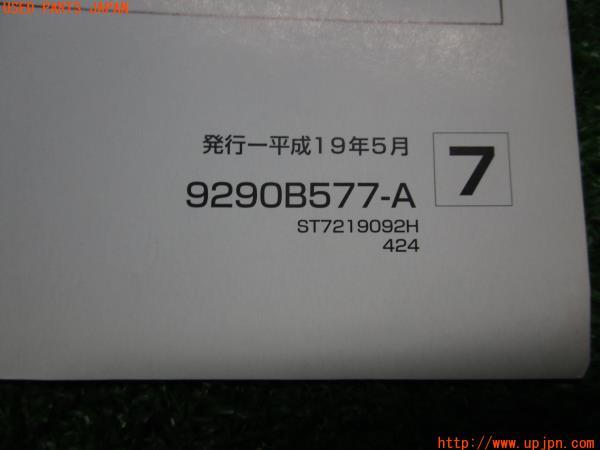 USED PARTS JAPAN
発行ー平成19年5月
7
9290B577-A
ST7219092H
424
http://www.upjpn.com/